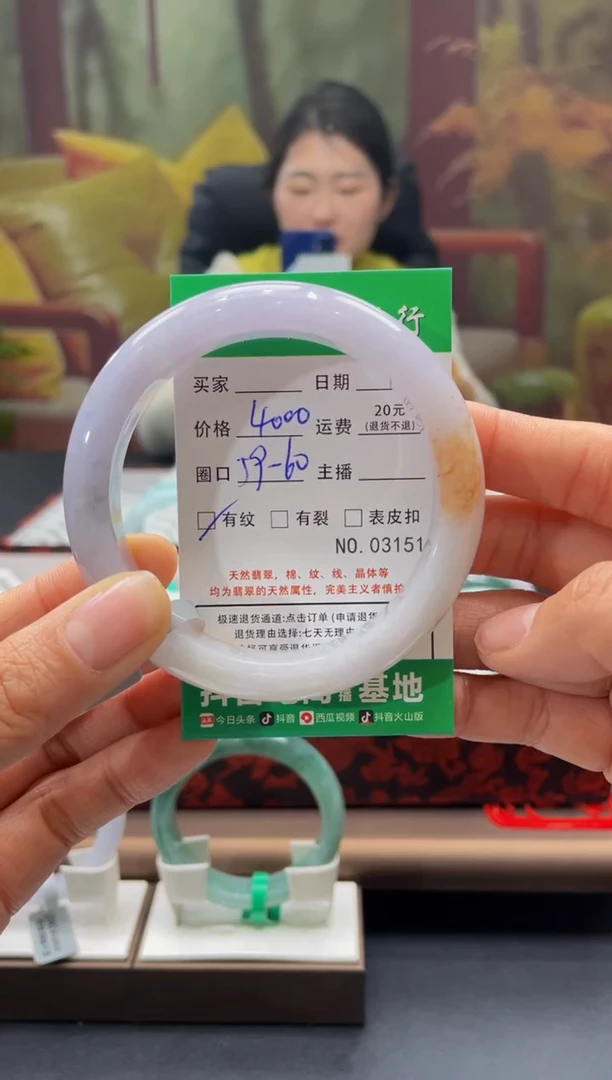 行
买家 日期
价格 4000 运费 20元 (退货不退)
圈口 59-60 主播
有纹 有裂 表皮扣
NO.03151
天然翡翠，棉、纹、线、晶体等
均为翡翠的天然属性，完美主义者慎拍
极速退货通道:点击订单 (申请退货
退货理由选择:七天无理由
基地
今日头条 抖音 西瓜视频 抖音火山版